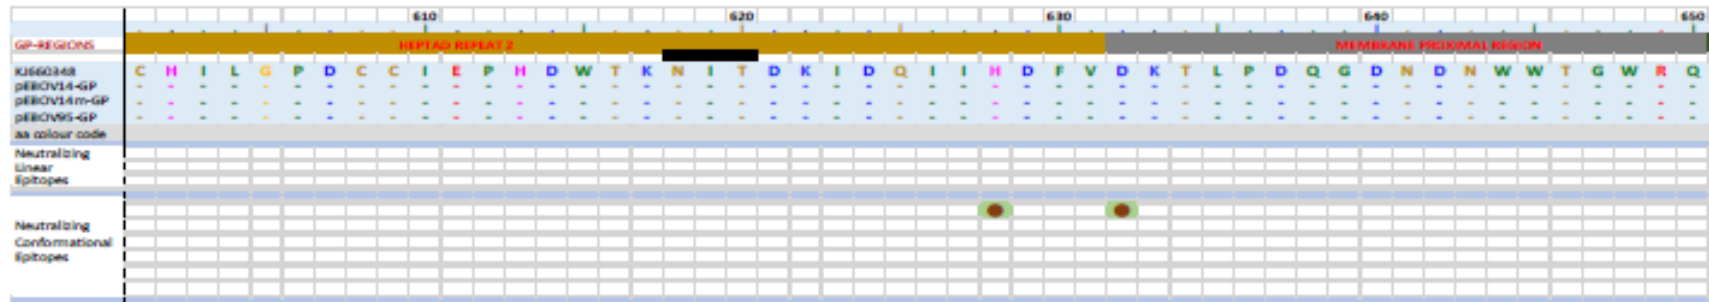 610 620 630 640 650
GP-REGIONS HEPTAD REPEAT 2 MEMBRANE PROXIMAL REGION
KJ660348 C H I L G P D C C I E P H D W T K N I T D K I D Q I I H D F V D K T L P D Q G D N D N W W T G W R Q
pEBOV14-GP - - - - - - - - - - - - - - - - - - - - - - - - - - - - - - - - - - - - - - - - - - - - - - - - - -
pEBOV14m-GP - - - - - - - - - - - - - - - - - - - - - - - - - - - - - - - - - - - - - - - - - - - - - - - - - -
pEBOV95-GP - - - - - - - - - - - - - - - - - - - - - - - - - - - - - - - - - - - - - - - - - - - - - - - - - -
aa colour code
Neutralizing
Linear
Epitopes
Neutralizing
Conformational
Epitopes